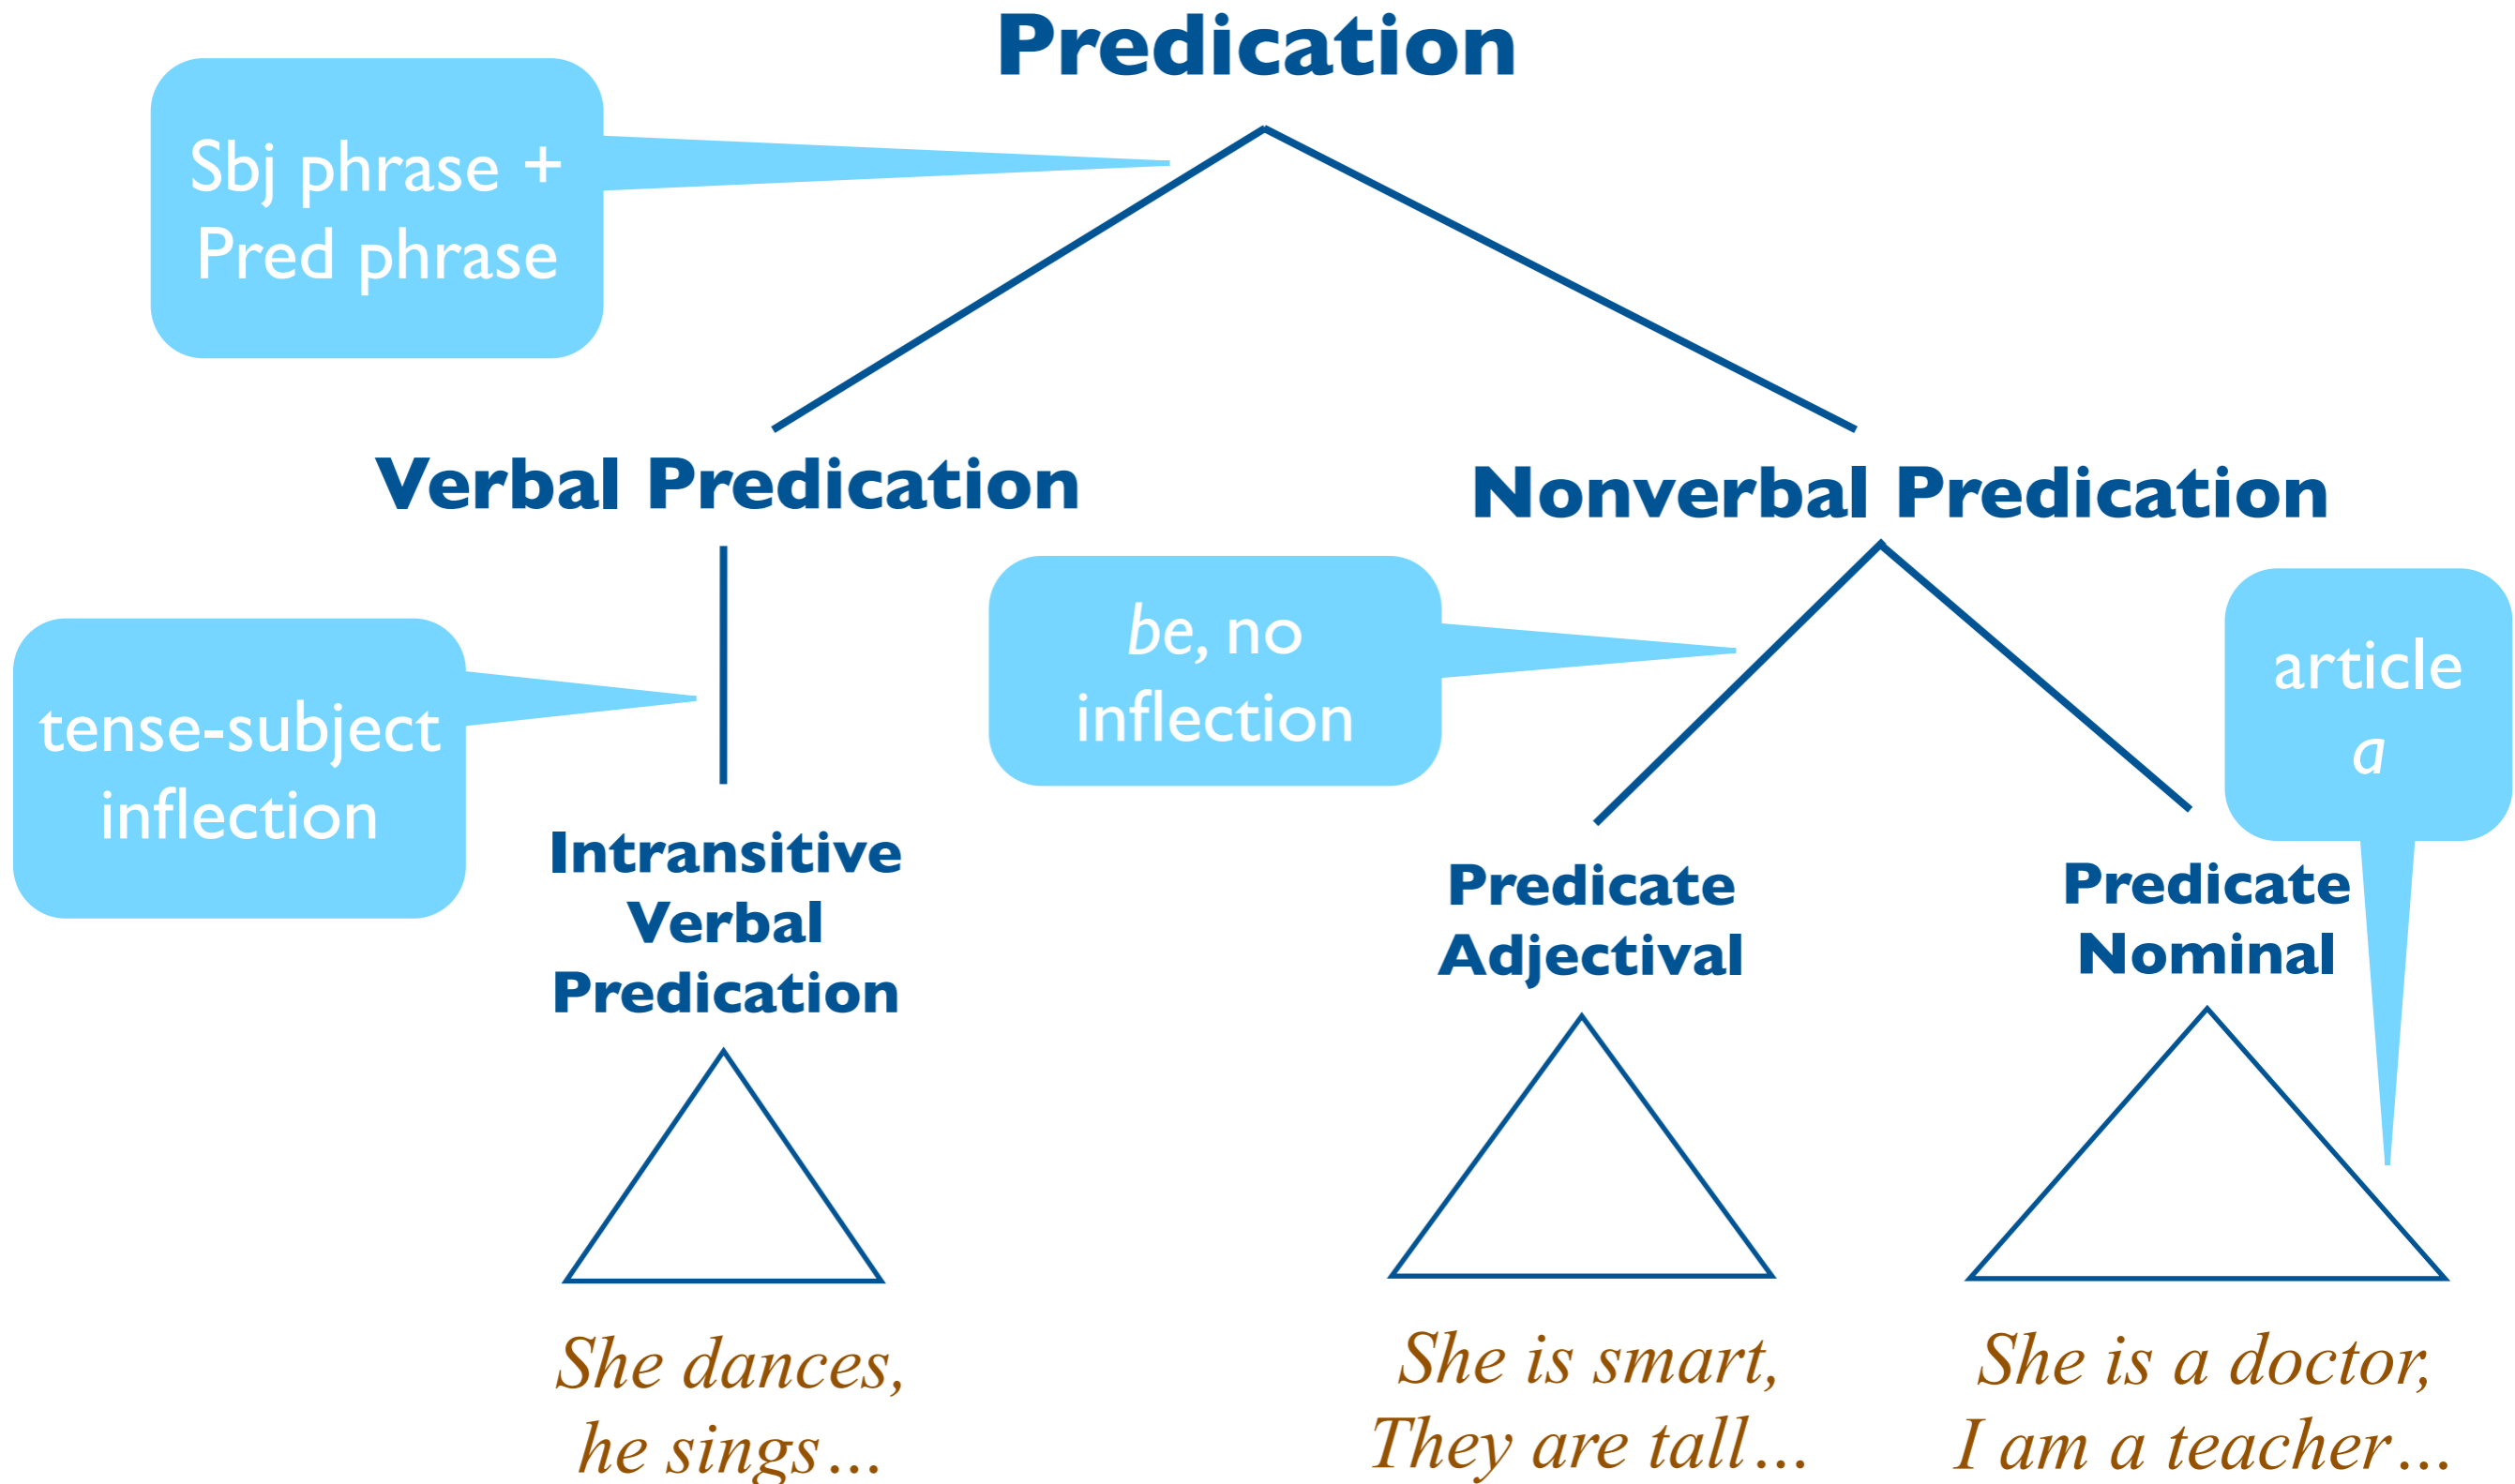 Predication
Sbj phrase +
Pred phrase
Verbal Predication
Nonverbal Predication
tense-subject
inflection
be, no
inflection
article
a
Intransitive
Verbal
Predication
Predicate
Adjectival
Predicate
Nominal
She dances,
he sings…
She is smart,
They are tall…
She is a doctor,
I am a teacher…